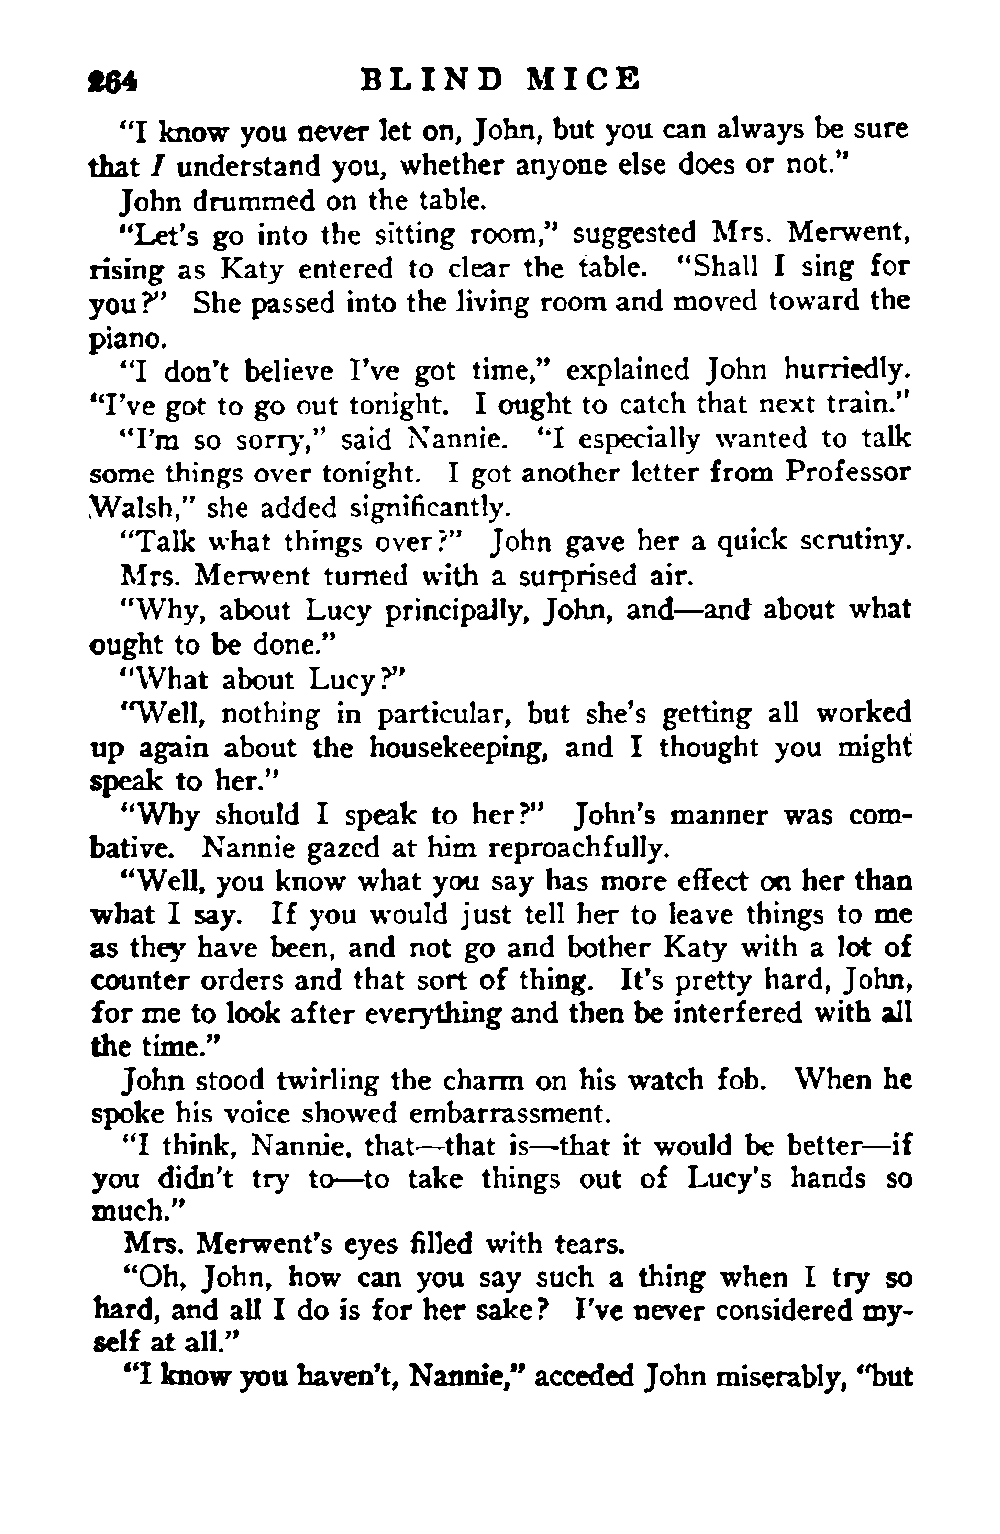 264 BLIND MICE
“I know you never let on, John, but you can always be sure
that I understand you, whether anyone else does or not.”
John drummed on the table.
“Let's go into the sitting room,” suggested Mrs. Merwent,
rising as Katy entered to clear the table. “Shall I sing for
you?” She passed into the living room and moved toward the
piano.
“I don't believe I've got time,” explained John hurriedly.
“I've got to go out tonight. I ought to catch that next train.”
“I'm so sorry,” said Nannie. “I especially wanted to talk
some things over tonight. I got another letter from Professor
Walsh,” she added significantly.
“Talk what things over?” John gave her a quick scrutiny.
Mrs. Merwent turned with a surprised air.
“Why, about Lucy principally, John, and—and about what
ought to be done.”
“What about Lucy?”
“Well, nothing in particular, but she's getting all worked
up again about the housekeeping, and I thought you might
speak to her.”
“Why should I speak to her?” John's manner was com-
bative. Nannie gazed at him reproachfully.
“Well, you know what you say has more effect on her than
what I say. If you would just tell her to leave things to me
as they have been, and not go and bother Katy with a lot of
counter orders and that sort of thing. It's pretty hard, John,
for me to look after everything and then be interfered with all
the time.”
John stood twirling the charm on his watch fob. When he
spoke his voice showed embarrassment.
“I think, Nannie, that—that is—that it would be better—if
you didn't try to—to take things out of Lucy's hands so
much.”
Mrs. Merwent's eyes filled with tears.
“Oh, John, how can you say such a thing when I try so
hard, and all I do is for her sake? I've never considered my-
self at all.”
“I know you haven't, Nannie,” acceded John miserably, “but